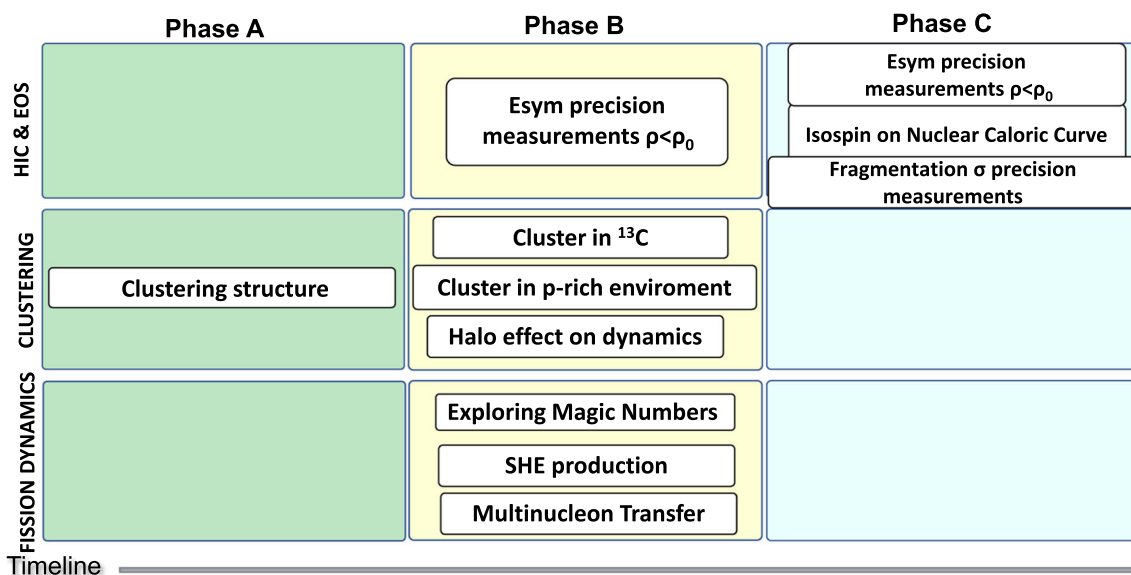 Phase A
Phase B
Phase C
HIC & EOS
Esym precision
measurements ρ<ρ₀
Esym precision
measurements ρ<ρ₀
Isospin on Nuclear Caloric Curve
Fragmentation σ precision
measurements
CLUSTERING
Clustering structure
Cluster in ¹³C
Cluster in p-rich enviroment
Halo effect on dynamics
FISSION DYNAMICS
Exploring Magic Numbers
SHE production
Multinucleon Transfer
Timeline